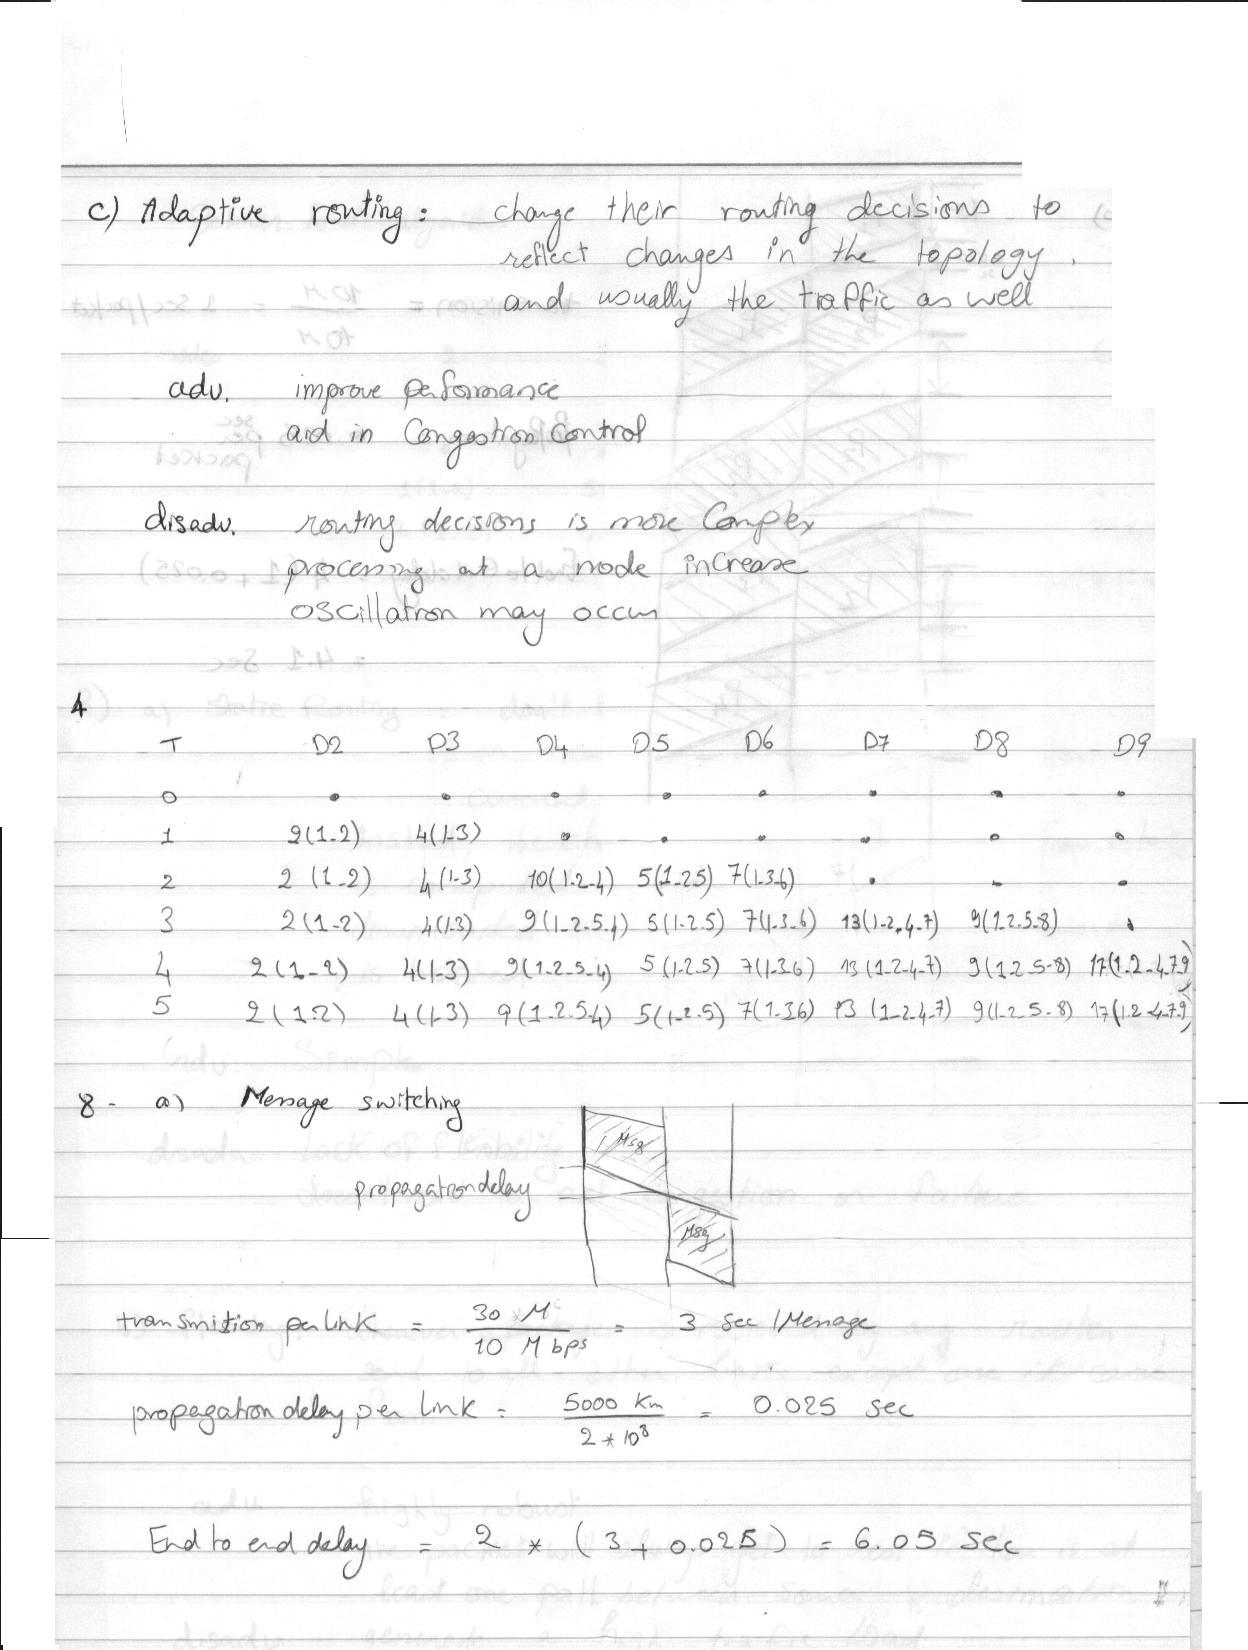 c) Adaptive routing: change their routing decisions to
reflect changes in the topology.
and usually the traffic as well
adv. improve performance
aid in Congestion Control
disadv. routing decisions is more Complex
processing at a node increase
oscillation may occur
4
T D2 D3 D4 D5 D6 D7 D8 D9
0 • • • • • • • •
1 2(1-2) 4(1-3) • • • • • •
2 2(1-2) 4(1-3) 10(1-2-4) 5(1-25) 7(1-3-6) • • •
3 2(1-2) 4(1-3) 9(1-2-5-4) 5(1-2-5) 7(1-3-6) 13(1-2-4-7) 9(1-2-5-8) •
4 2(1-2) 4(1-3) 9(1-2-5-4) 5(1-2-5) 7(1-3-6) 13(1-2-4-7) 9(1-2-5-8) 17(1-2-4-7-9)
5 2(1-2) 4(1-3) 9(1-2-5-4) 5(1-2-5) 7(1-3-6) 13(1-2-4-7) 9(1-2-5-8) 17(1-2-4-7-9)
8- a) Message switching
Msg
propagation delay
Msg
transmition per link = 30 * M / 10 M bps = 3 sec / Message
propagation delay per link = 5000 Km / 2 * 10^8 = 0.025 sec
End to end delay = 2 * (3 + 0.025) = 6.05 sec